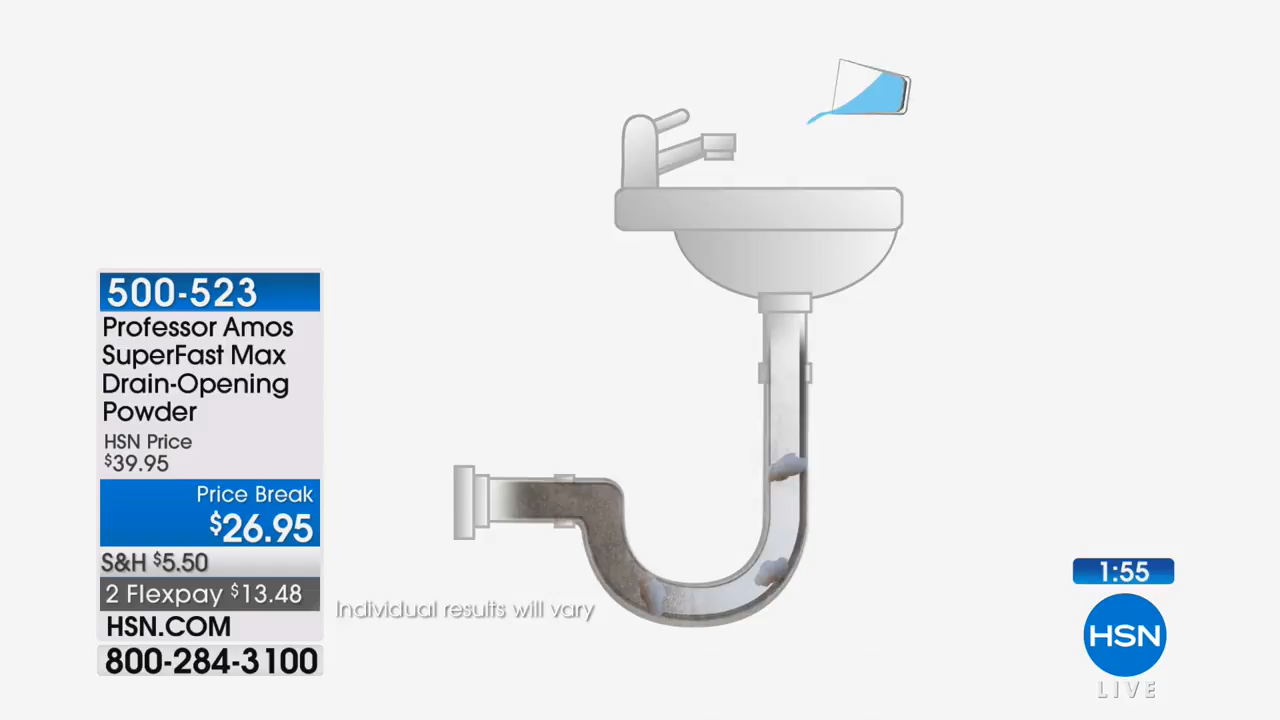 500-523
Professor Amos
SuperFast Max
Drain-Opening
Powder
HSN Price
$39.95
Price Break
$26.95
S&H $5.50
2 Flexpay $13.48
HSN.COM
800-284-3100
Individual results will vary
1:55
HSN
LIVE